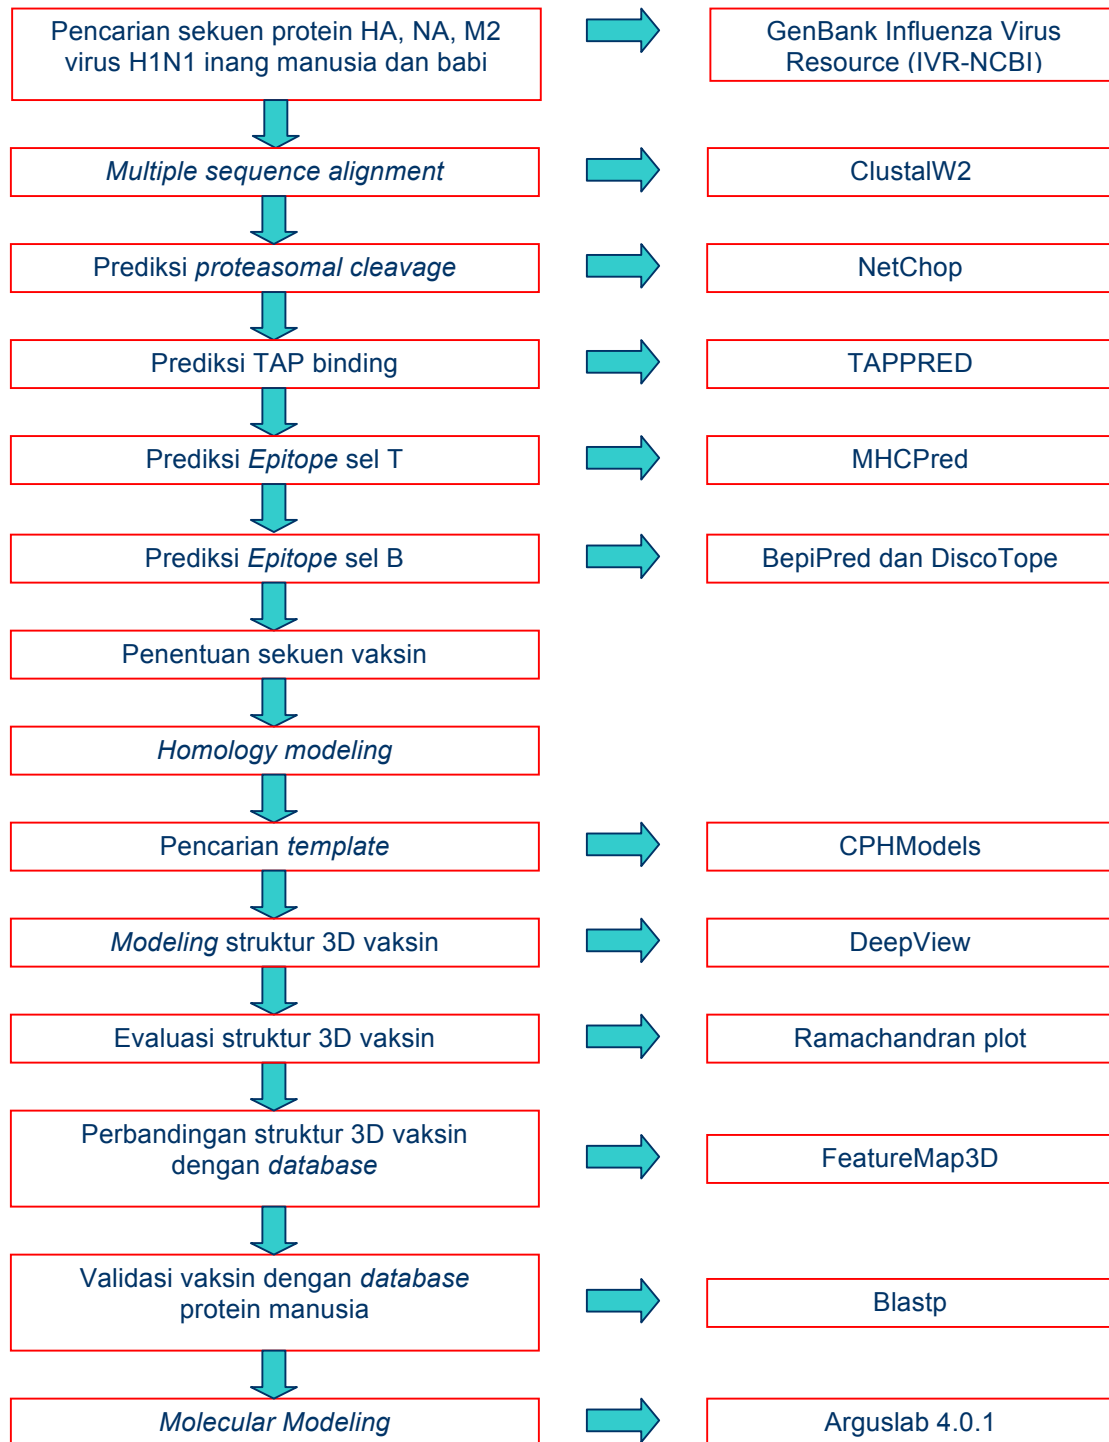 Pencarian sekuen protein HA, NA, M2
virus H1N1 inang manusia dan babi
GenBank Influenza Virus
Resource (IVR-NCBI)
Multiple sequence alignment
ClustalW2
Prediksi proteasomal cleavage
NetChop
Prediksi TAP binding
TAPPRED
Prediksi Epitope sel T
MHCPred
Prediksi Epitope sel B
BepiPred dan DiscoTope
Penentuan sekuen vaksin
Homology modeling
Pencarian template
CPHModels
Modeling struktur 3D vaksin
DeepView
Evaluasi struktur 3D vaksin
Ramachandran plot
Perbandingan struktur 3D vaksin
dengan database
FeatureMap3D
Validasi vaksin dengan database
protein manusia
Blastp
Molecular Modeling
Arguslab 4.0.1